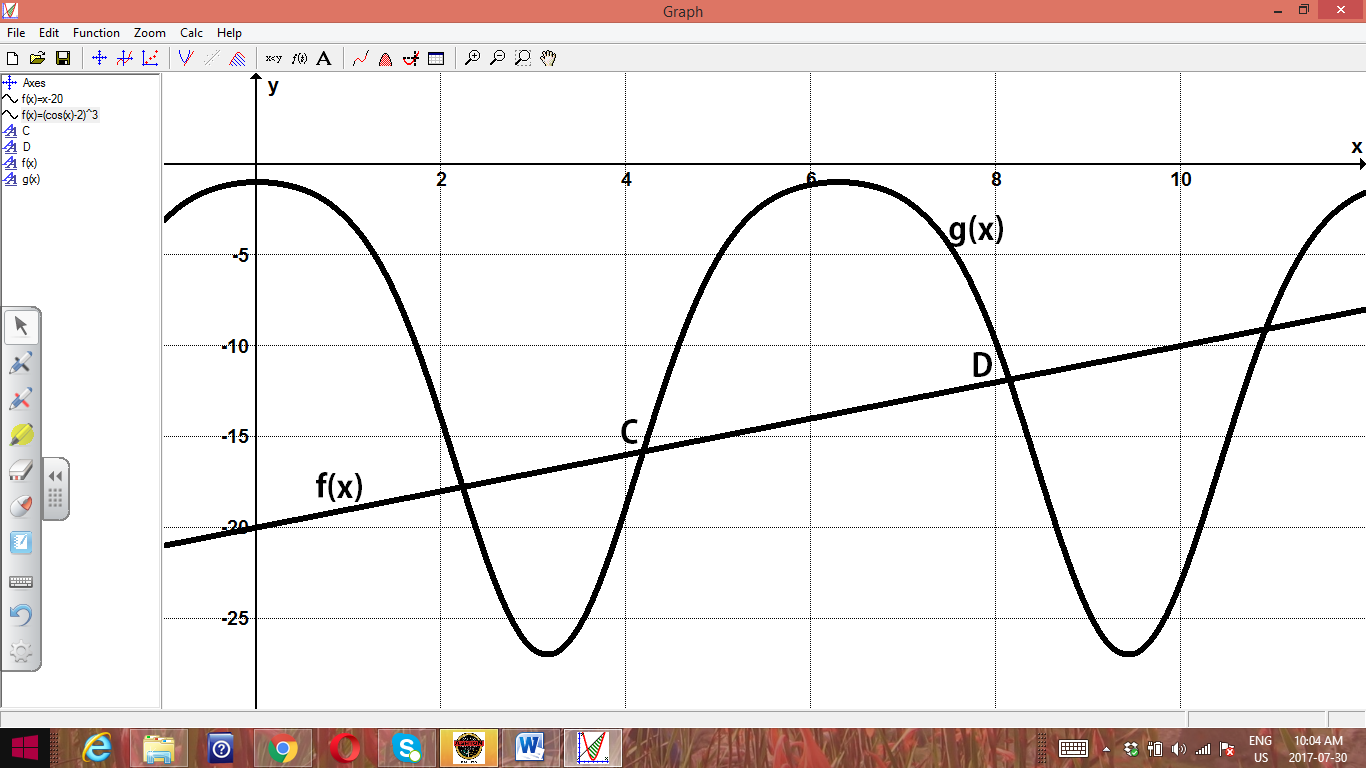 Graph
File Edit Function Zoom Calc Help
Axes
f(x)=x-20
f(x)=(cos(x)-2)^3
C
D
f(x)
g(x)
y
x
2 4 6 8 10
g(x)
-5
-10
D
-15
C
f(x)
-20
-25
ENG
US
10:04 AM
2017-07-30